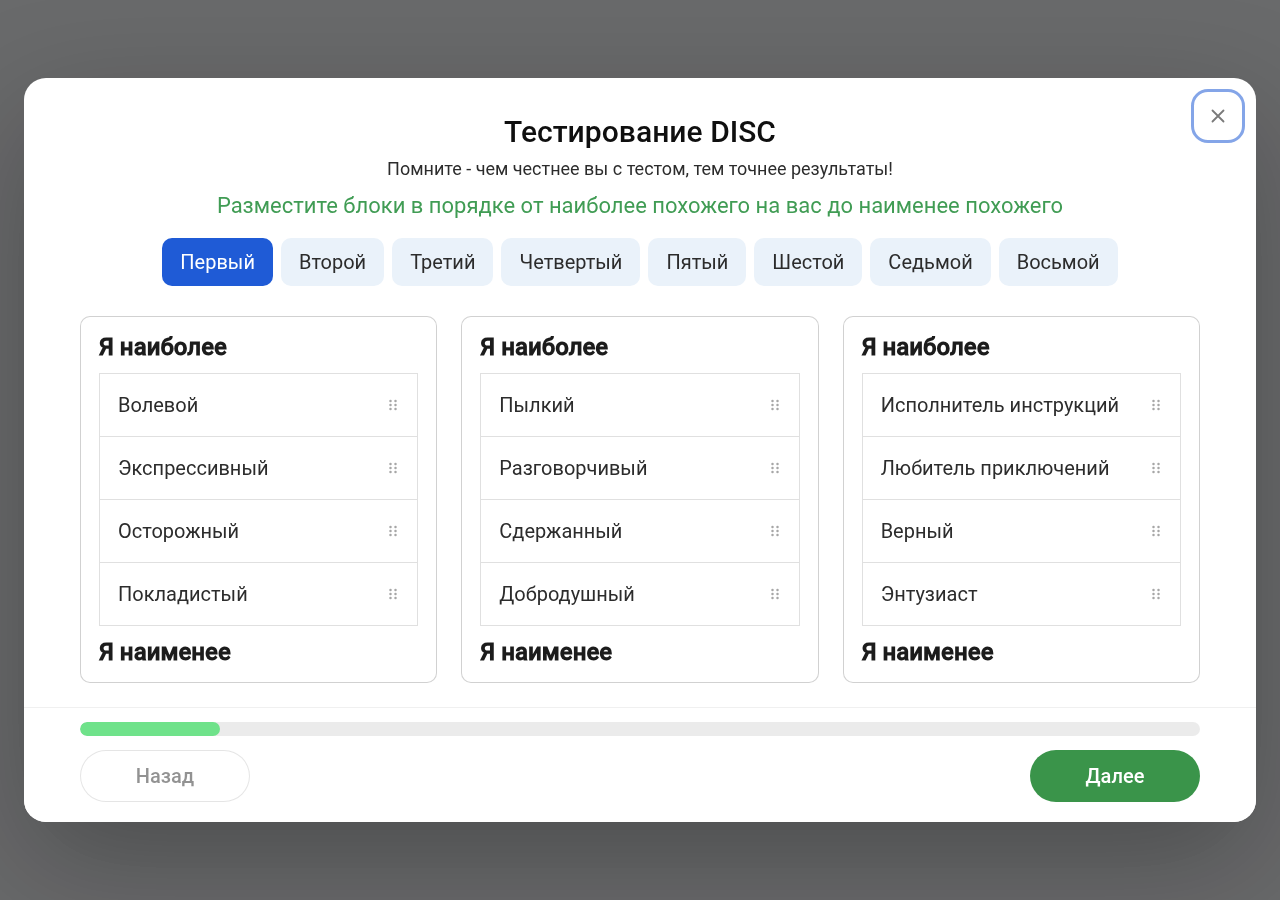 Тестирование DISC
Помните - чем честнее вы с тестом, тем точнее результаты!
Разместите блоки в порядке от наиболее похожего на вас до наименее похожего
Первый
Второй
Третий
Четвертый
Пятый
Шестой
Седьмой
Восьмой
Я наиболее
Волевой
Экспрессивный
Осторожный
Покладистый
Я наименее
Я наиболее
Пылкий
Разговорчивый
Сдержанный
Добродушный
Я наименее
Я наиболее
Исполнитель инструкций
Любитель приключений
Верный
Энтузиаст
Я наименее
Назад
Далее